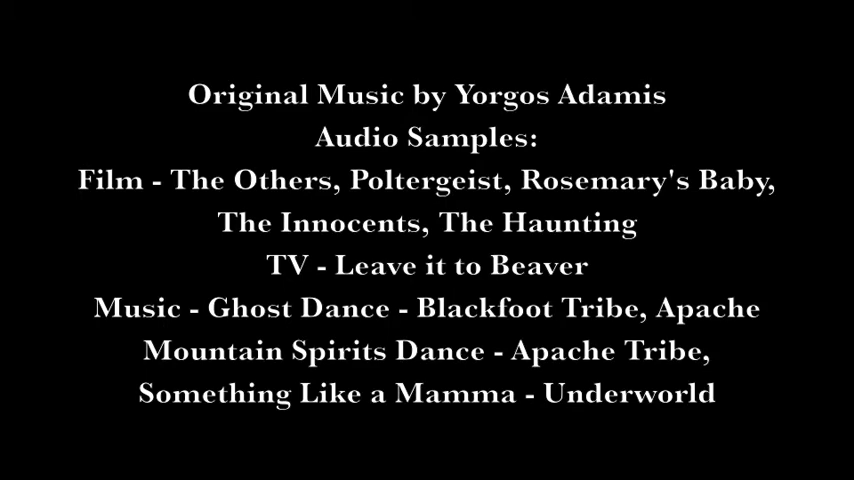 Original Music by Yorgos Adamis
Audio Samples:
Film - The Others, Poltergeist, Rosemary's Baby,
The Innocents, The Haunting
TV - Leave it to Beaver
Music - Ghost Dance - Blackfoot Tribe, Apache
Mountain Spirits Dance - Apache Tribe,
Something Like a Mamma - Underworld